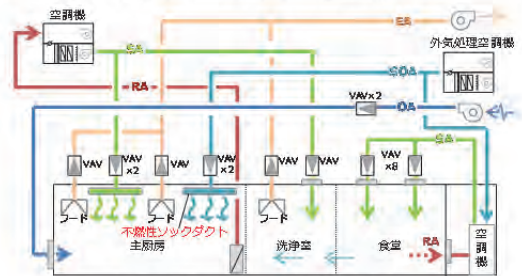 空調機
EA
外気処理空調機
SA
RA
SOA
VAV×2
OA
SA
VAV
VAV
×2
VAV
VAV
×2
VAV
VAV
VAV
×8
フード
フード
フード
不燃性ソックダクト
主厨房
洗浄室
食堂
RA
空調機